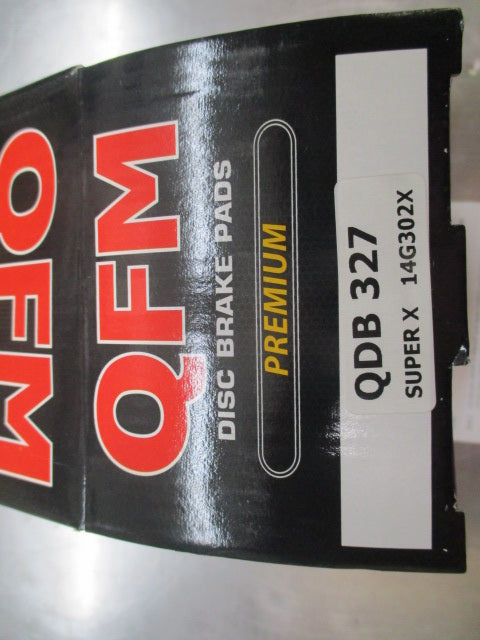 QFM
QFM
DISC BRAKE PADS
PREMIUM
QDB 327
SUPER X 14G302X